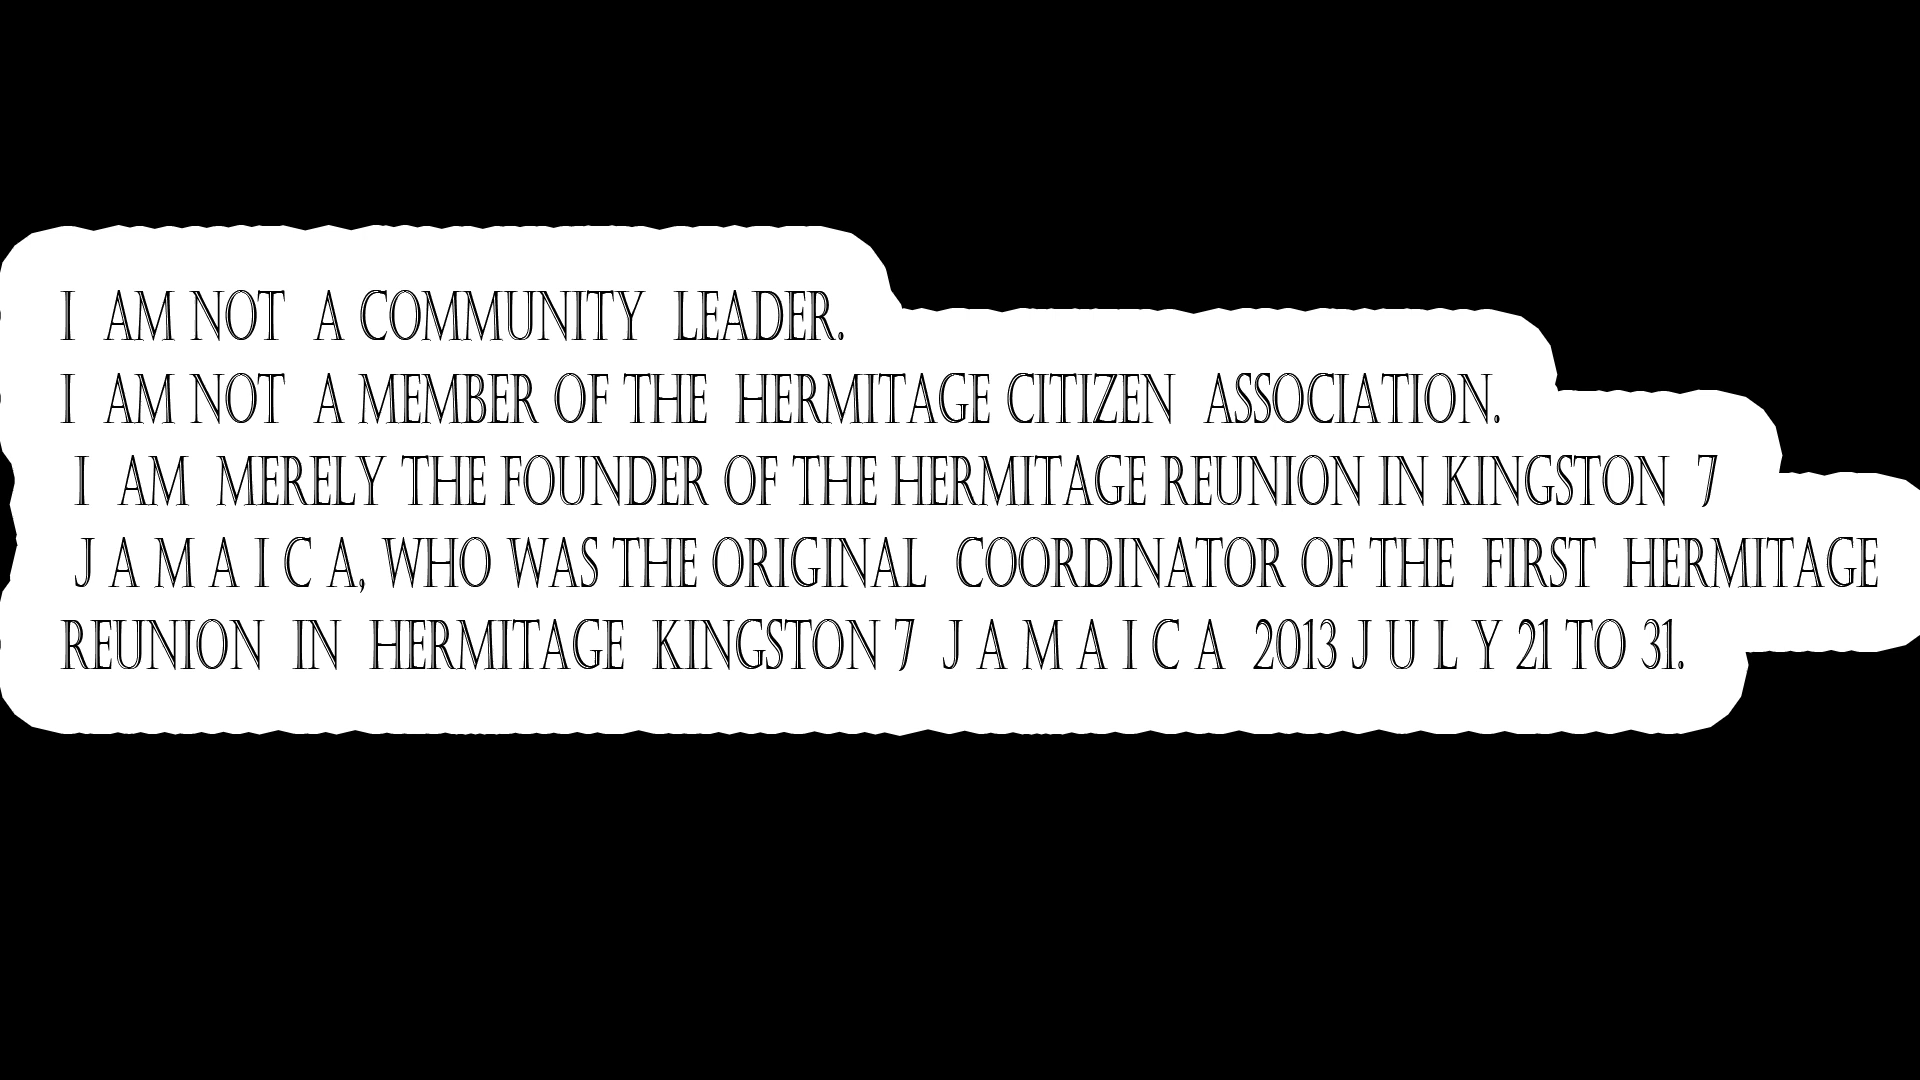 I AM NOT A COMMUNITY LEADER.
I AM NOT A MEMBER OF THE HERMITAGE CITIZEN ASSOCIATION.
I AM MERELY THE FOUNDER OF THE HERMITAGE REUNION IN KINGSTON 7
J A M A I C A, WHO WAS THE ORIGINAL COORDINATOR OF THE FIRST HERMITAGE
REUNION IN HERMITAGE KINGSTON 7 J A M A I C A 2013 J U L Y 21 TO 31.